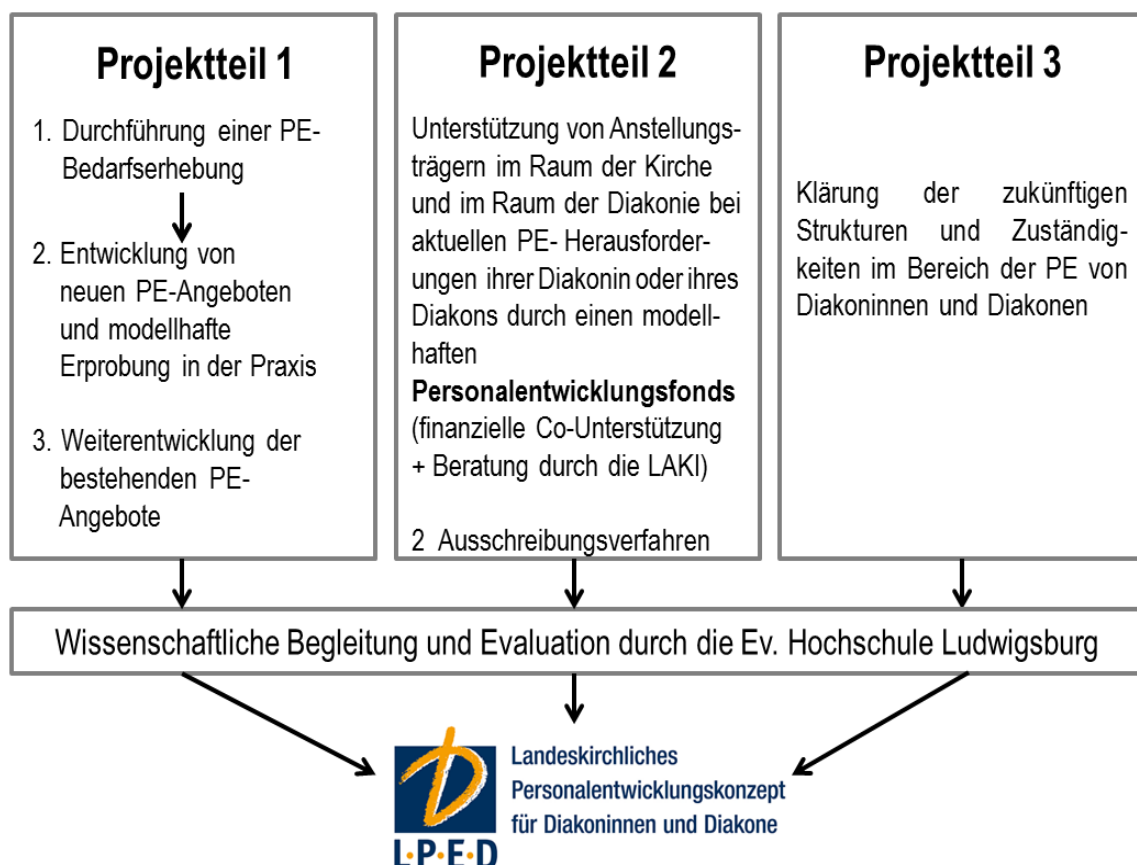 Projektteil 1
1. Durchführung einer PE-
Bedarfserhebung
2. Entwicklung von
neuen PE-Angeboten
und modellhafte
Erprobung in der Praxis
3. Weiterentwicklung der
bestehenden PE-
Angebote
Projektteil 2
Unterstützung von Anstellungs-
trägern im Raum der Kirche
und im Raum der Diakonie bei
aktuellen PE- Herausforder-
ungen ihrer Diakonin oder ihres
Diakons durch einen modell-
haften
Personalentwicklungsfonds
(finanzielle Co-Unterstützung
+ Beratung durch die LAKI)
2 Ausschreibungsverfahren
Projektteil 3
Klärung der zukünftigen
Strukturen und Zuständig-
keiten im Bereich der PE von
Diakoninnen und Diakonen
Wissenschaftliche Begleitung und Evaluation durch die Ev. Hochschule Ludwigsburg
Landeskirchliches
Personalentwicklungskonzept
für Diakoninnen und Diakone
L·P·E·D